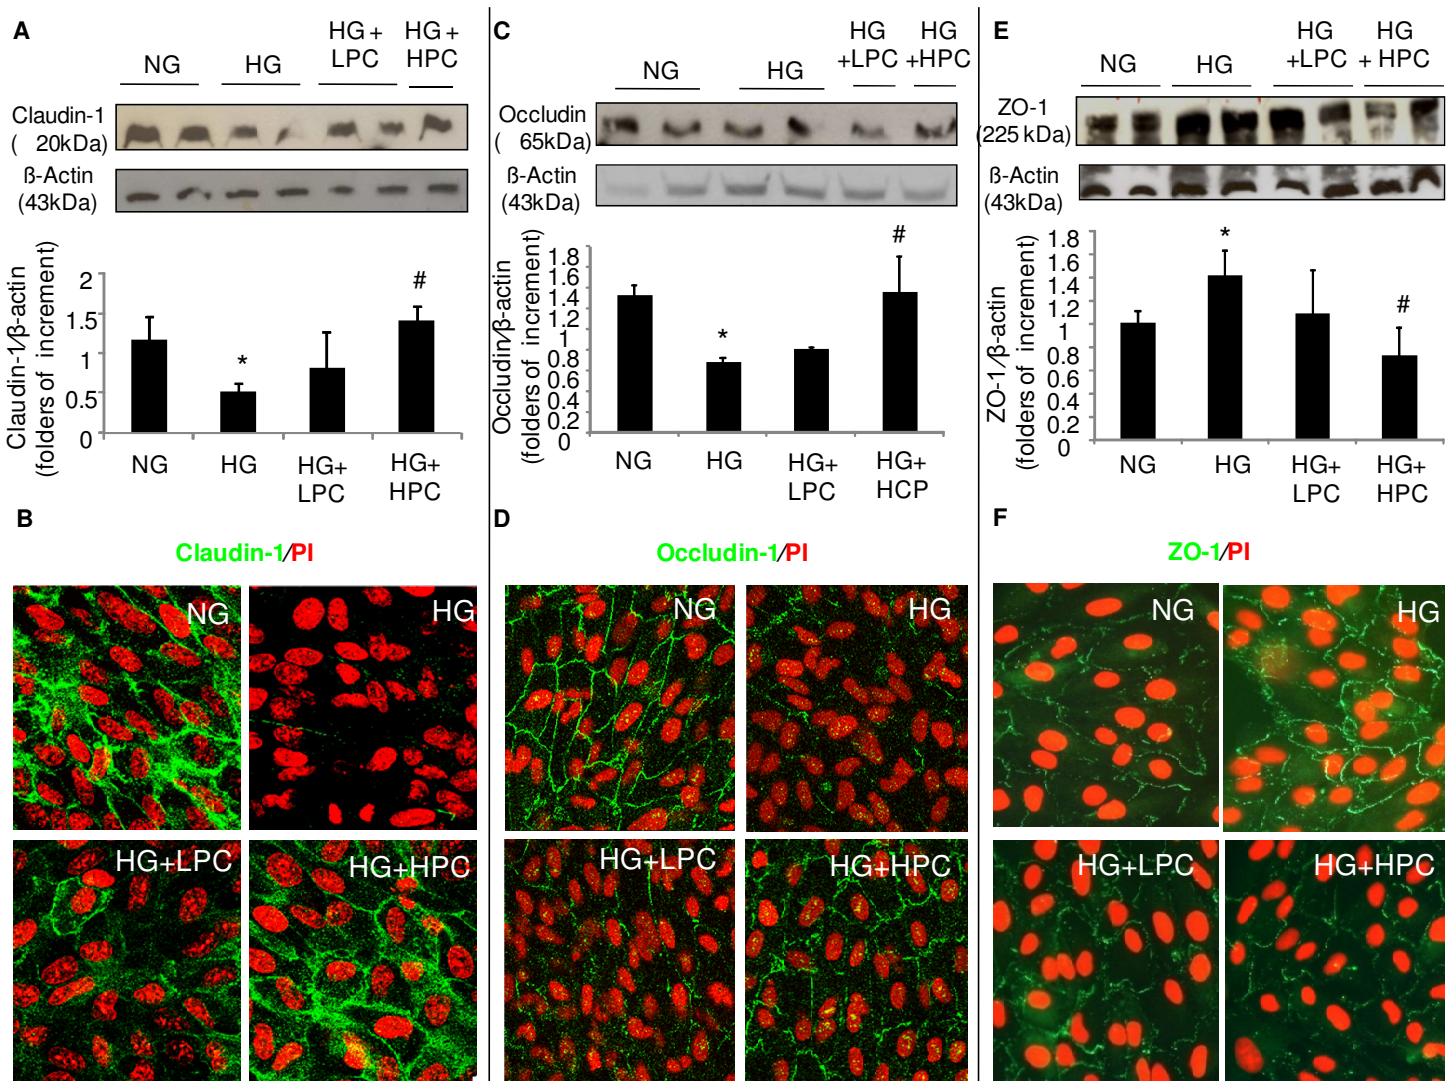 A
NG
HG
HG +
LPC
HG +
HPC
Claudin-1
( 20kDa)
ß-Actin
(43kDa)
Claudin-1/β-actin
(folders of increment)
2
1.5
1
0.5
0
*
#
NG
HG
HG+
LPC
HG+
HPC
B
Claudin-1/PI
NG
HG
HG+LPC
HG+HPC
C
NG
HG
HG
+LPC
HG
+HPC
Occludin
( 65kDa)
ß-Actin
(43kDa)
Occludin/β-actin
(folders of increment)
1.8
1.6
1.4
1.2
1
0.8
0.6
0.4
0.2
0
*
#
NG
HG
HG+
LPC
HG+
HCP
D
Occludin-1/PI
NG
HG
HG+LPC
HG+HPC
E
NG
HG
HG
+LPC
HG
+ HPC
ZO-1
(225 kDa)
ß-Actin
(43kDa)
ZO-1/β-actin
(folders of increment)
1.8
1.6
1.4
1.2
1
0.8
0.6
0.4
0.2
0
*
#
NG
HG
HG+
LPC
HG+
HPC
F
ZO-1/PI
NG
HG
HG+LPC
HG+HPC